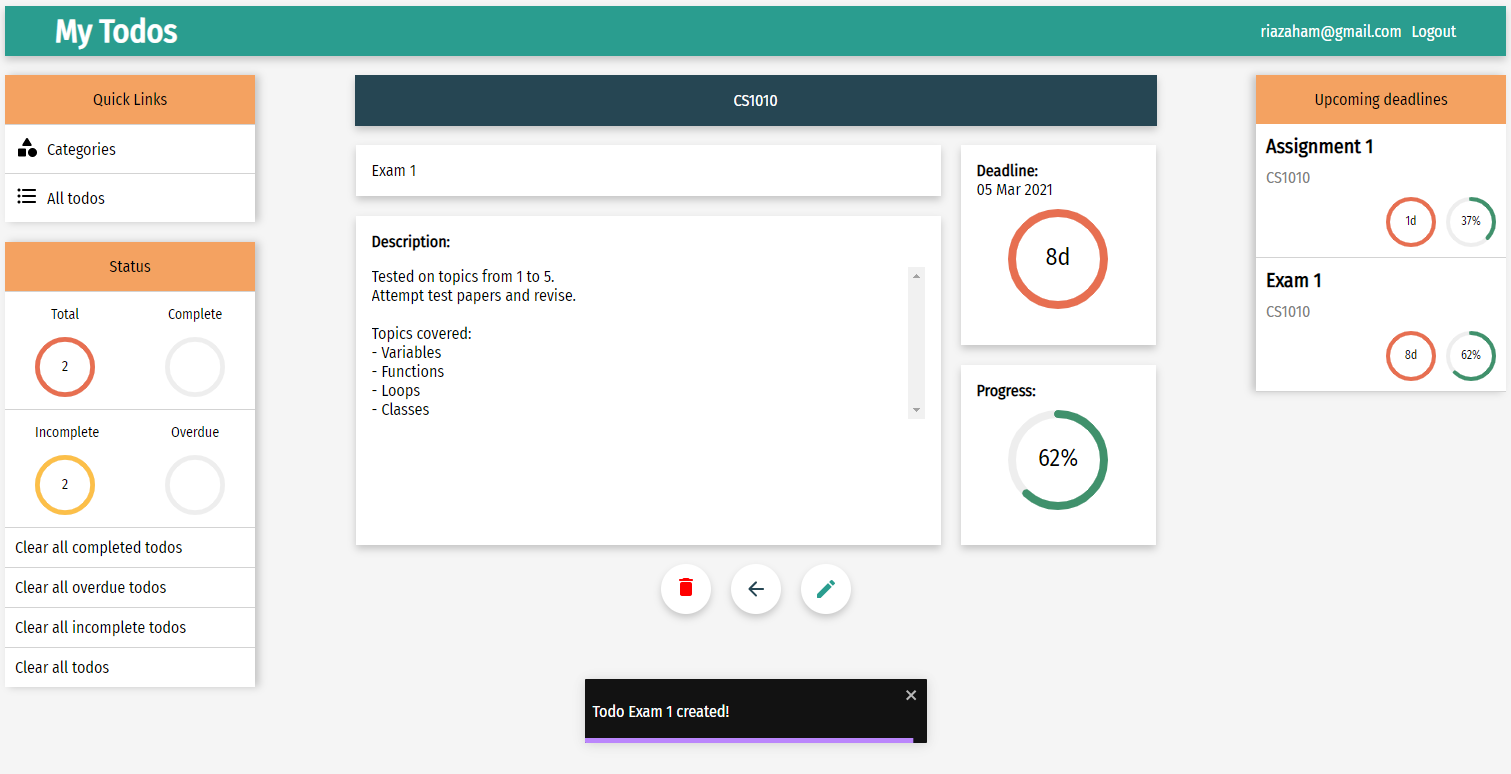 My Todos
riazaham@gmail.com Logout
Quick Links
Categories
All todos
Status
Total Complete
2
Incomplete Overdue
2
Clear all completed todos
Clear all overdue todos
Clear all incomplete todos
Clear all todos
CS1010
Exam 1
Description:
Tested on topics from 1 to 5.
Attempt test papers and revise.
Topics covered:
- Variables
- Functions
- Loops
- Classes
Deadline:
05 Mar 2021
8d
Progress:
62%
Upcoming deadlines
Assignment 1
CS1010
1d 37%
Exam 1
CS1010
8d 62%
Todo Exam 1 created!